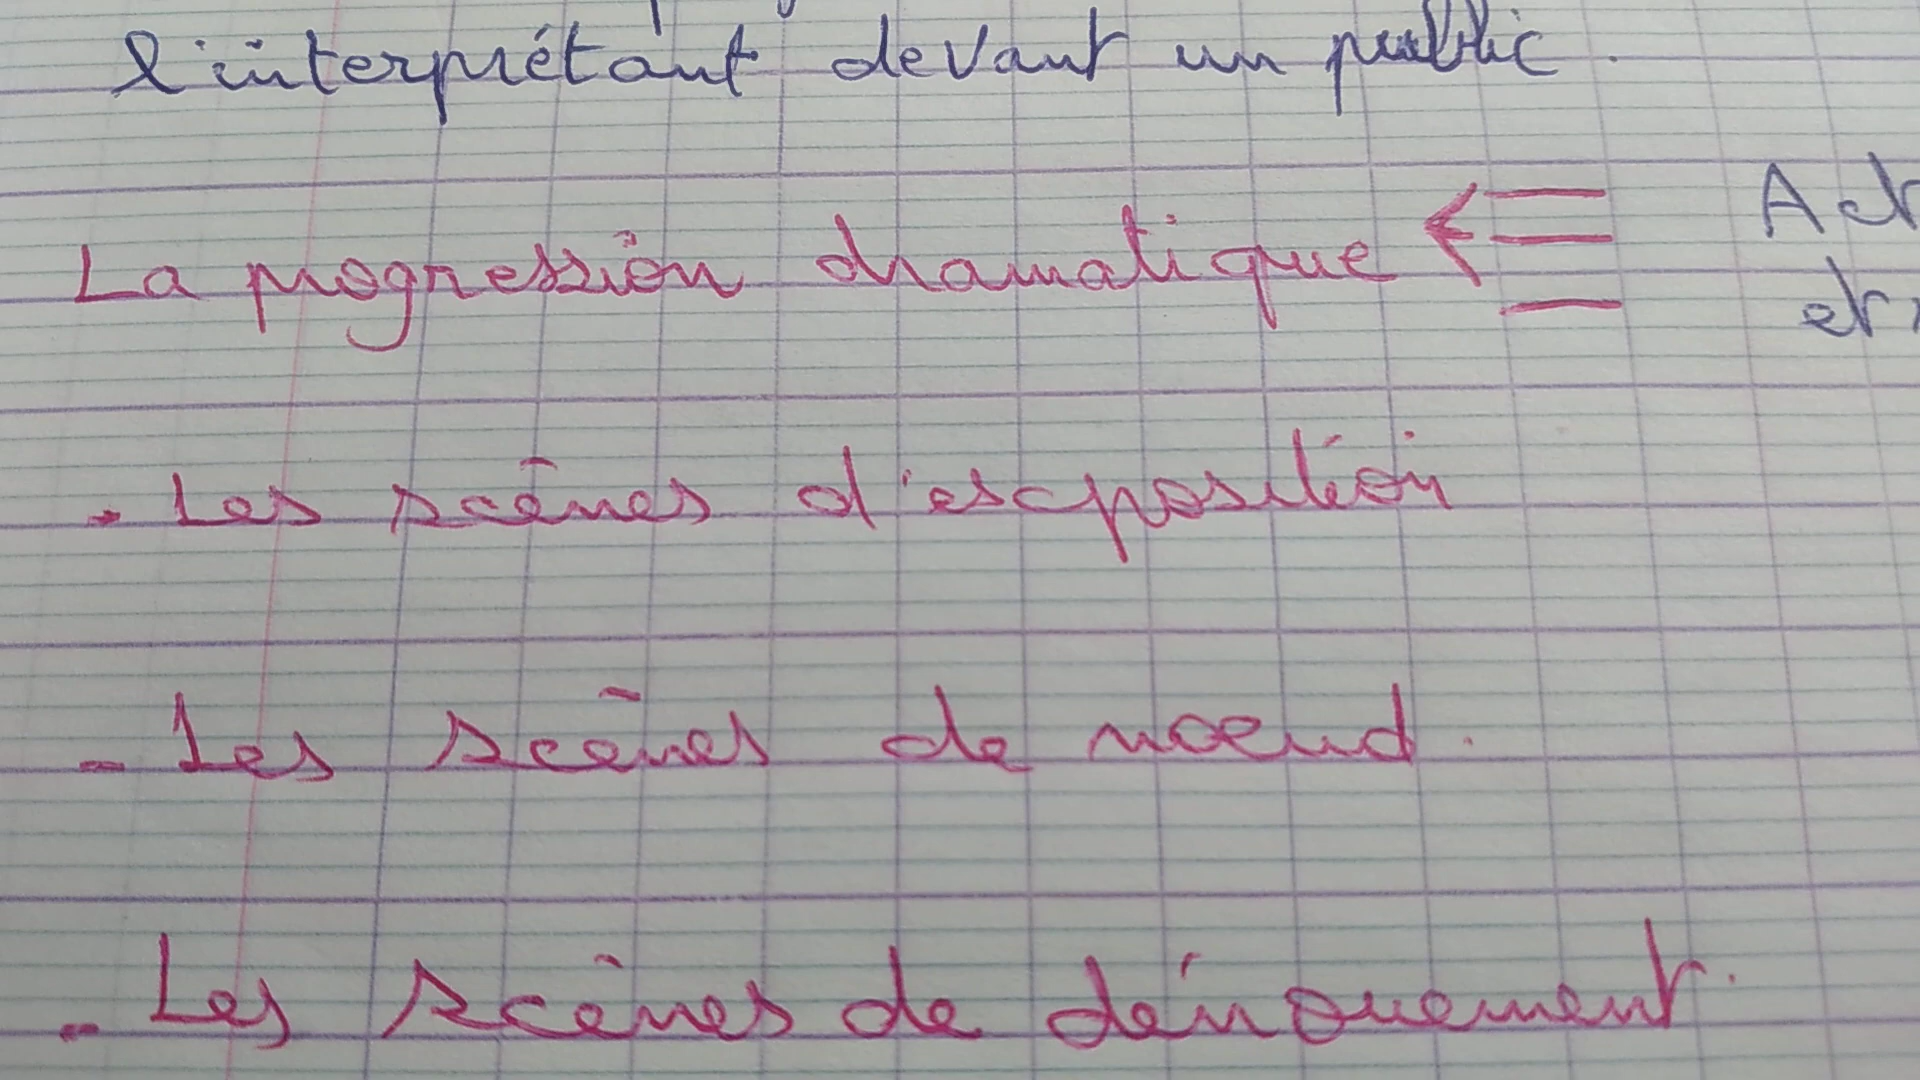 l'interprétant devant un public.
La progression dramatique
- Les scènes d'exposition
- Les scènes de noeud.
- Les scènes de dénouement.